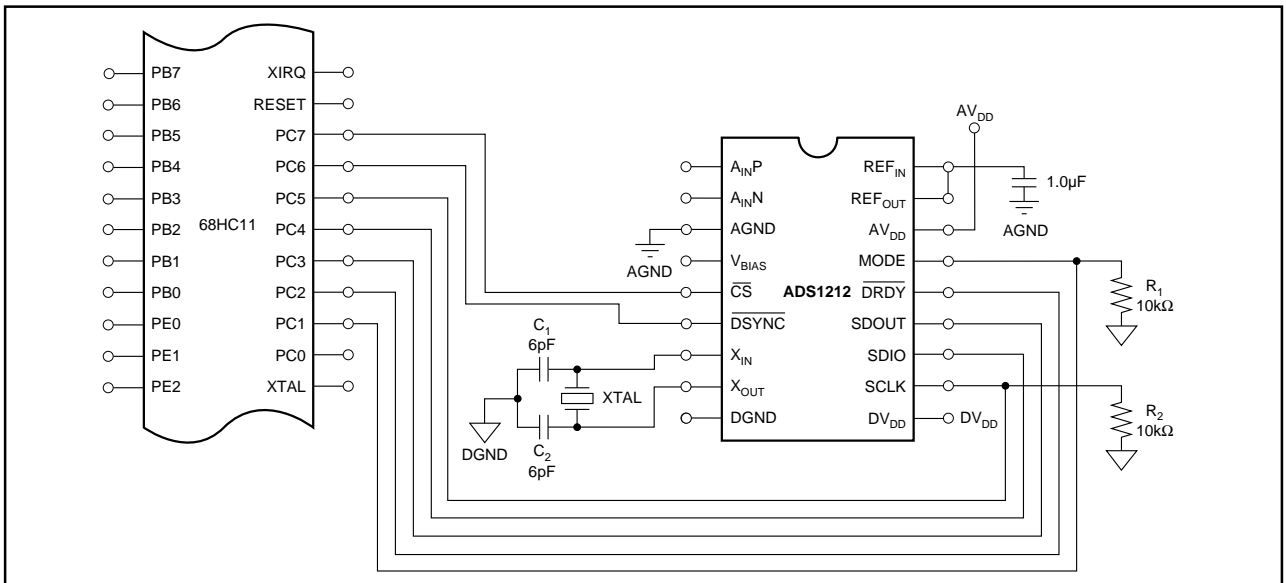 PB7
PB6
PB5
PB4
PB3
PB2
PB1
PB0
PE0
PE1
PE2
68HC11
XIRQ
RESET
PC7
PC6
PC5
PC4
PC3
PC2
PC1
PC0
XTAL
C1
6pF
C2
6pF
XTAL
DGND
AGND
AINP
AINN
AGND
VBIAS
CS
DSYNC
XIN
XOUT
DGND
ADS1212
REFIN
REFOUT
AVDD
MODE
DRDY
SDOUT
SDIO
SCLK
DVDD
AVDD
1.0µF
AGND
R1
10kΩ
R2
10kΩ
DVDD